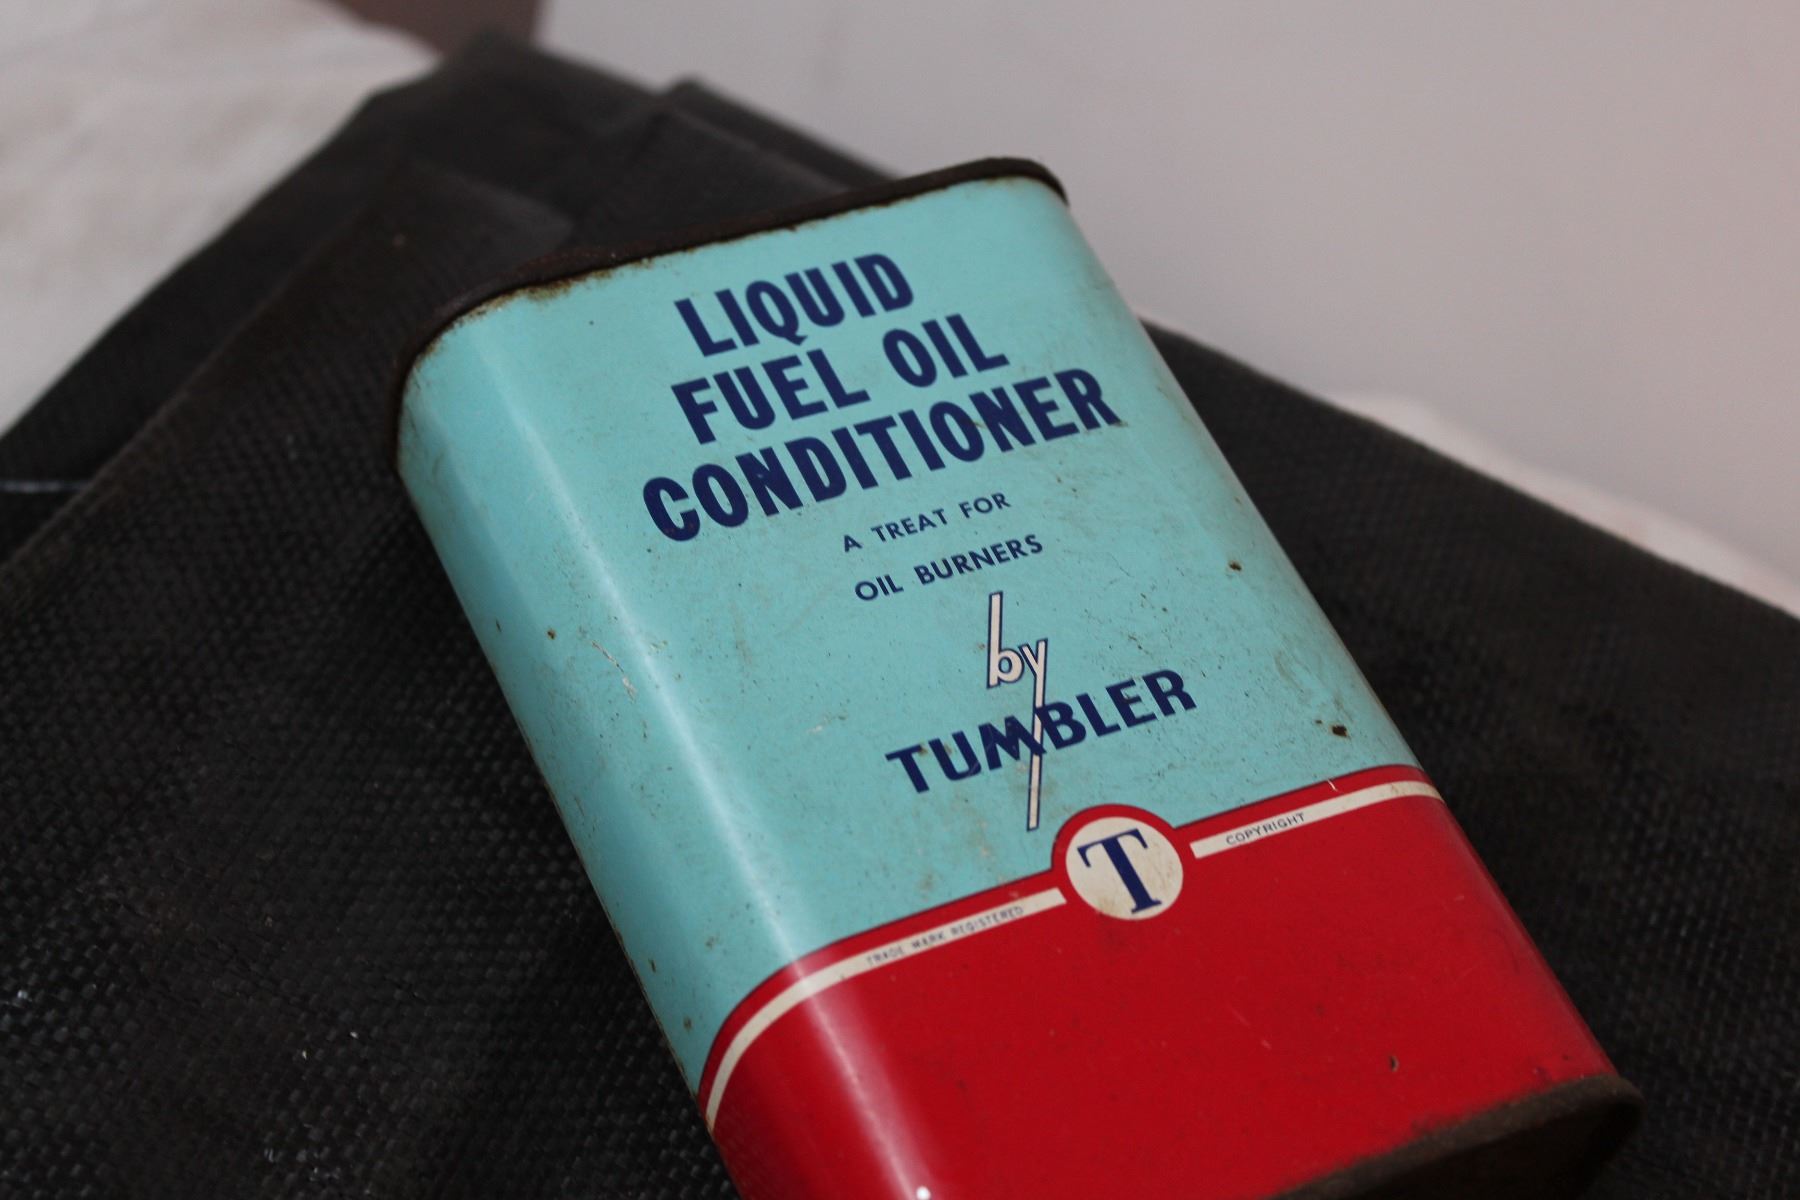 LIQUID
FUEL OIL
CONDITIONER
A TREAT FOR
OIL BURNERS
by
TUMBLER
T
TRADE MARK REGISTERED
COPYRIGHT